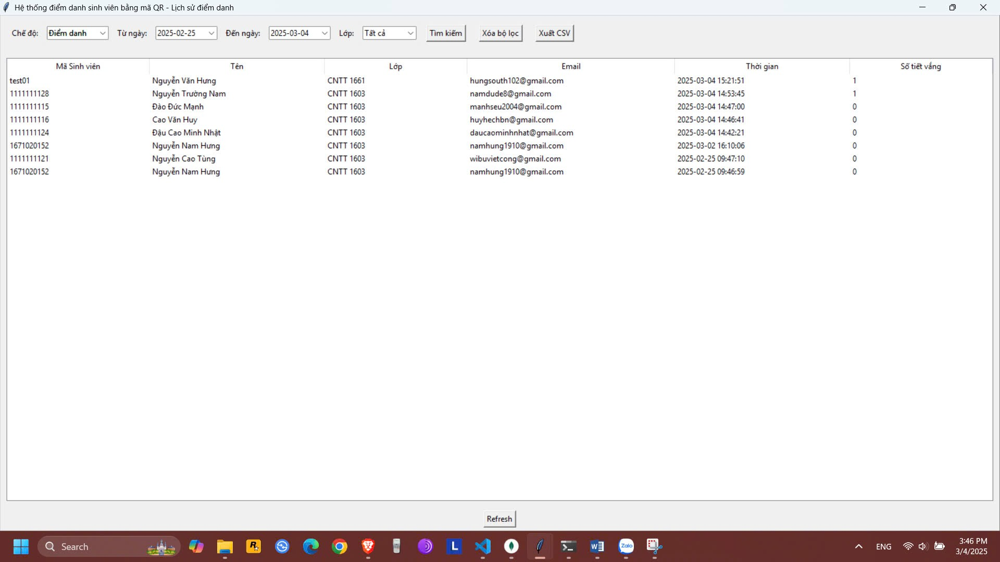 Hệ thống điểm danh sinh viên bằng mã QR - Lịch sử điểm danh
Chế độ: Điểm danh Từ ngày: 2025-02-25 Đến ngày: 2025-03-04 Lớp: Tất cả Tìm kiếm Xóa bộ lọc Xuất CSV
Mã Sinh viên Tên Lớp Email Thời gian Số tiết vắng
test01 Nguyễn Văn Hưng CNTT 1661 hungsouth102@gmail.com 2025-03-04 15:21:51 1
1111111128 Nguyễn Trường Nam CNTT 1603 namdude8@gmail.com 2025-03-04 14:53:45 1
1111111115 Đào Đức Mạnh CNTT 1603 manhseu2004@gmail.com 2025-03-04 14:47:00 0
1111111116 Cao Văn Huy CNTT 1603 huyhechbn@gmail.com 2025-03-04 14:46:41 0
1111111124 Đậu Cao Minh Nhật CNTT 1603 daucaominhnhat@gmail.com 2025-03-04 14:42:21 0
1671020152 Nguyễn Nam Hưng CNTT 1603 namhung1910@gmail.com 2025-03-02 16:10:06 0
1111111121 Nguyễn Cao Tùng CNTT 1603 wibuvietcong@gmail.com 2025-02-25 09:47:10 0
1671020152 Nguyễn Nam Hưng CNTT 1603 namhung1910@gmail.com 2025-02-25 09:46:59 0
Refresh
Search R L W Zalo ENG 3:46 PM
3/4/2025